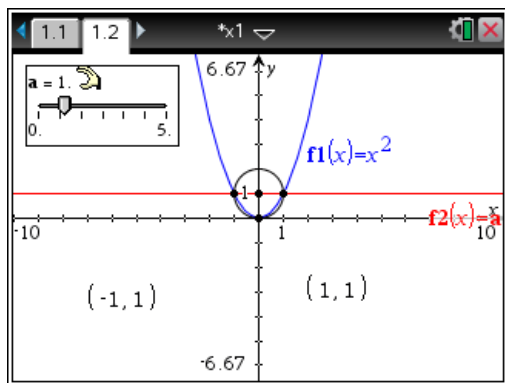 1.1 1.2 *x1
a = 1.
0. 5.
6.67 y
f1(x)=x²
1
f2(x)=a
x
-10 1 10
(-1, 1) (1, 1)
-6.67